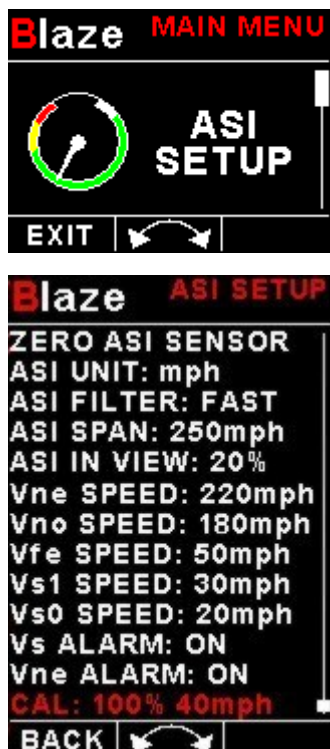 Blaze MAIN MENU
ASI
SETUP
EXIT
Blaze ASI SETUP
ZERO ASI SENSOR
ASI UNIT: mph
ASI FILTER: FAST
ASI SPAN: 250mph
ASI IN VIEW: 20%
Vne SPEED: 220mph
Vno SPEED: 180mph
Vfe SPEED: 50mph
Vs1 SPEED: 30mph
Vs0 SPEED: 20mph
Vs ALARM: ON
Vne ALARM: ON
CAL: 100% 40mph
BACK